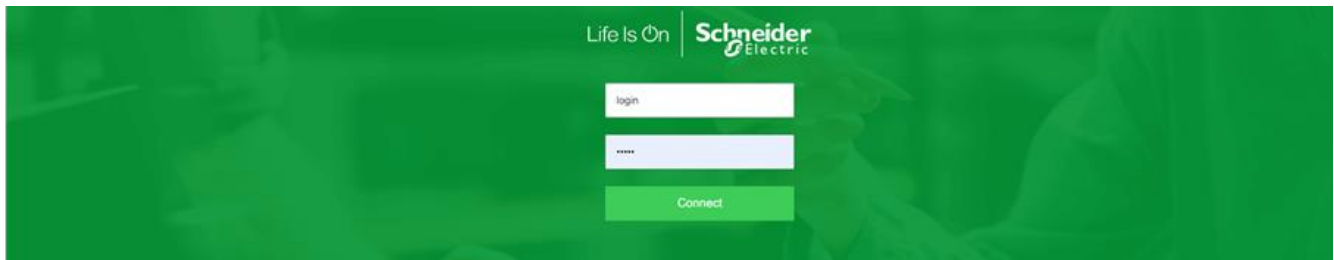 Life Is On
Schneider
Electric
login
•••••
Connect